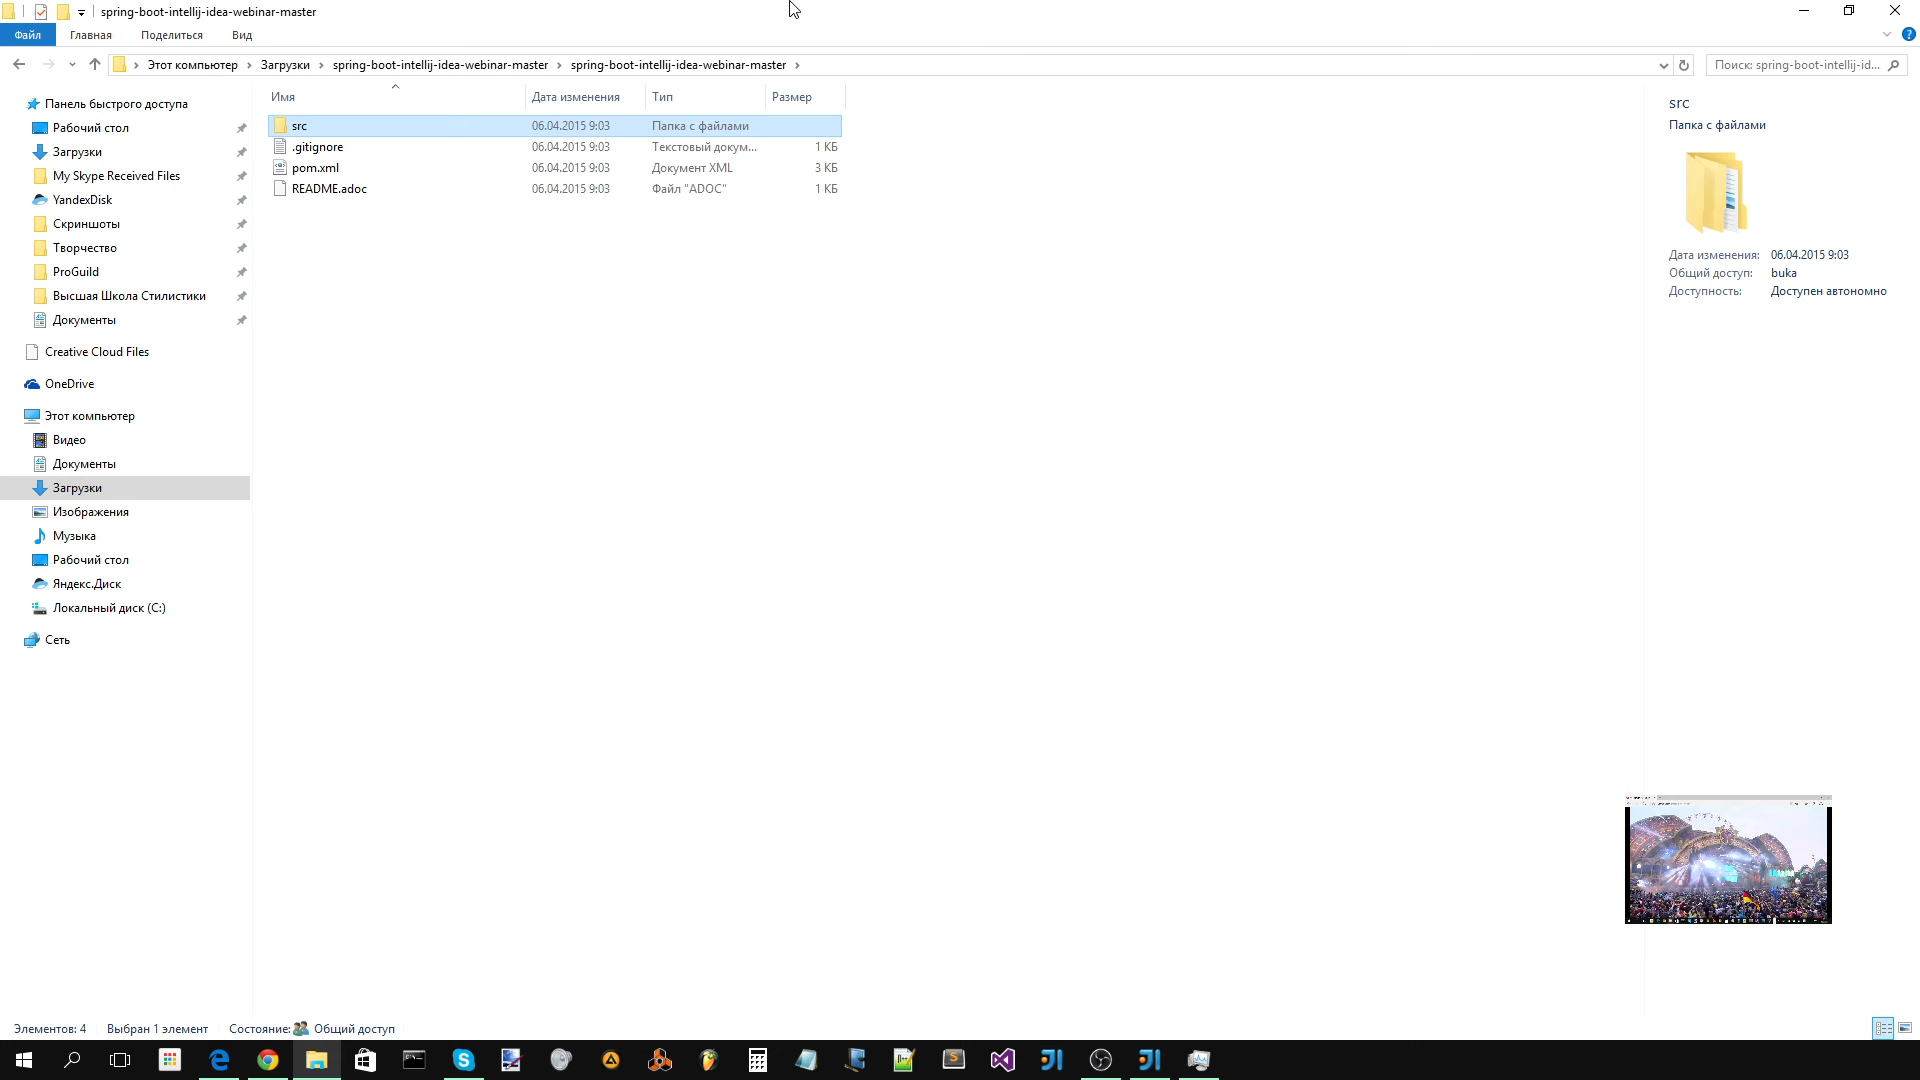 spring-boot-intellij-idea-webinar-master
Файл Главная Поделиться Вид
Этот компьютер Загрузки spring-boot-intellij-idea-webinar-master spring-boot-intellij-idea-webinar-master
Поиск: spring-boot-intellij-id...
Панель быстрого доступа
Рабочий стол
Загрузки
My Skype Received Files
YandexDisk
Скриншоты
Творчество
ProGuild
Высшая Школа Стилистики
Документы
Creative Cloud Files
OneDrive
Этот компьютер
Видео
Документы
Загрузки
Изображения
Музыка
Рабочий стол
Яндекс.Диск
Локальный диск (C:)
Сеть
Имя Дата изменения Тип Размер
src 06.04.2015 9:03 Папка с файлами
.gitignore 06.04.2015 9:03 Текстовый докум... 1 КБ
pom.xml 06.04.2015 9:03 Документ XML 3 КБ
README.adoc 06.04.2015 9:03 Файл "ADOC" 1 КБ
src
Папка с файлами
Дата изменения: 06.04.2015 9:03
Общий доступ: buka
Доступность: Доступен автономно
Элементов: 4 Выбран 1 элемент Состояние: Общий доступ